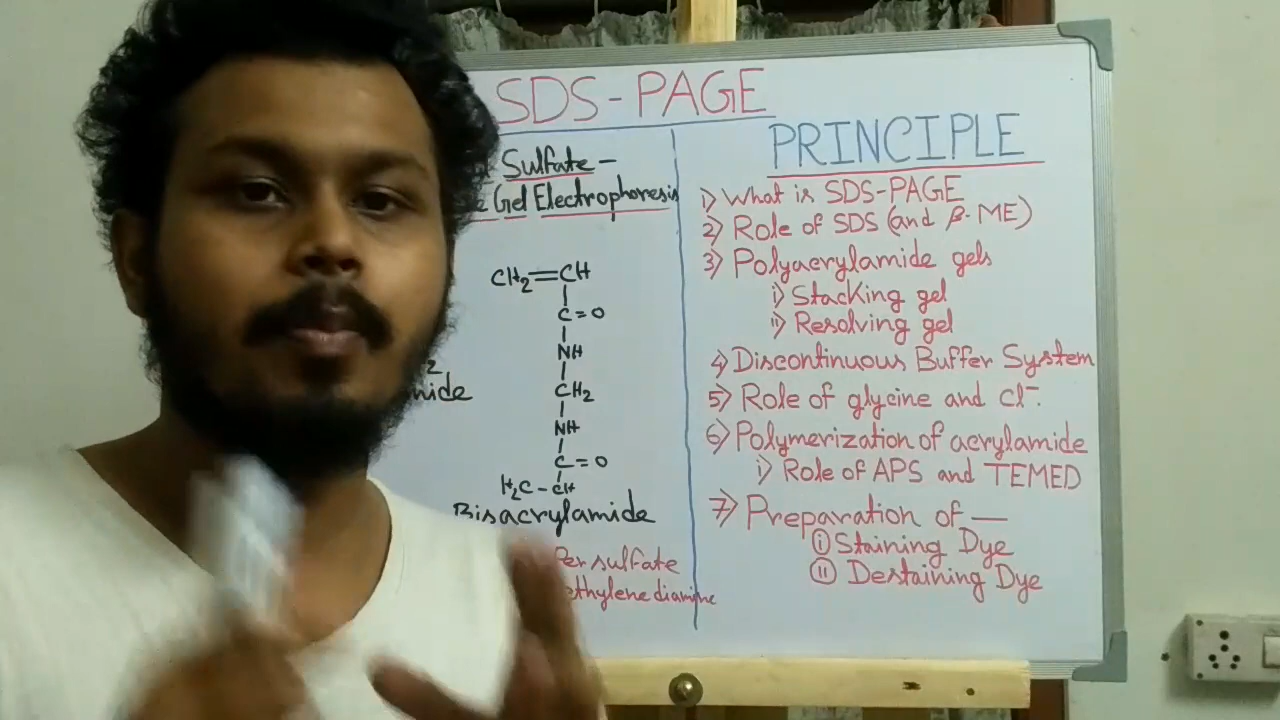 SDS-PAGE
Sulfate-
Gel Electrophoresis
CH2=CH
C=O
NH
CH2
NH
C=O
H2C-CH
Bisacrylamide
Persulfate
PRINCIPLE
1) What is SDS-PAGE
2) Role of SDS (and β-ME)
3) Polyacrylamide gels
i) Stacking gel
ii) Resolving gel
4) Discontinuous Buffer System
5) Role of glycine and Cl⁻.
6) Polymerization of acrylamide
i) Role of APS and TEMED
7) Preparation of —
(i) Staining Dye
(ii) Destaining Dye